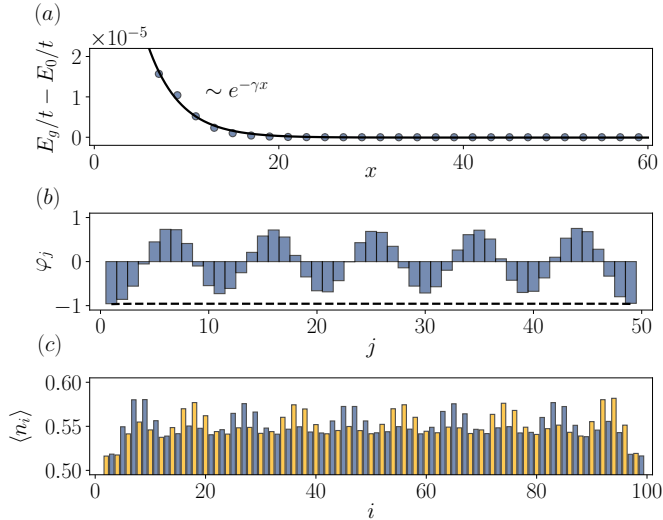 (a)
×10⁻⁵
E_g/t − E_0/t
2
1
0
∼ e^{−γx}
0 20 40 60
x
(b)
φ_j
1
0
−1
0 10 20 30 40 50
j
(c)
⟨n_i⟩
0.60
0.55
0.50
0 20 40 60 80 100
i